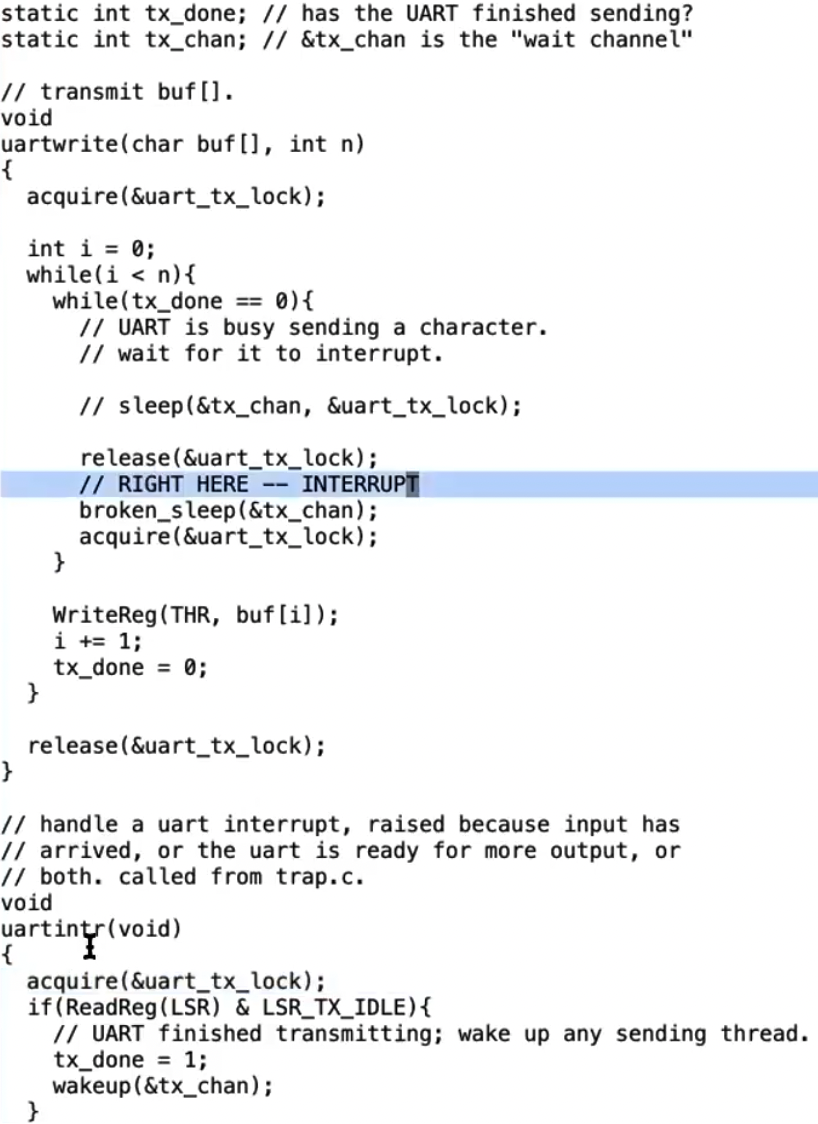 static int tx_done; // has the UART finished sending?
static int tx_chan; // &tx_chan is the "wait channel"
// transmit buf[].
void
uartwrite(char buf[], int n)
{
acquire(&uart_tx_lock);
int i = 0;
while(i < n){
while(tx_done == 0){
// UART is busy sending a character.
// wait for it to interrupt.
// sleep(&tx_chan, &uart_tx_lock);
release(&uart_tx_lock);
// RIGHT HERE -- INTERRUPT
broken_sleep(&tx_chan);
acquire(&uart_tx_lock);
}
WriteReg(THR, buf[i]);
i += 1;
tx_done = 0;
}
release(&uart_tx_lock);
}
// handle a uart interrupt, raised because input has
// arrived, or the uart is ready for more output, or
// both. called from trap.c.
void
uartintr(void)
{
acquire(&uart_tx_lock);
if(ReadReg(LSR) & LSR_TX_IDLE){
// UART finished transmitting; wake up any sending thread.
tx_done = 1;
wakeup(&tx_chan);
}